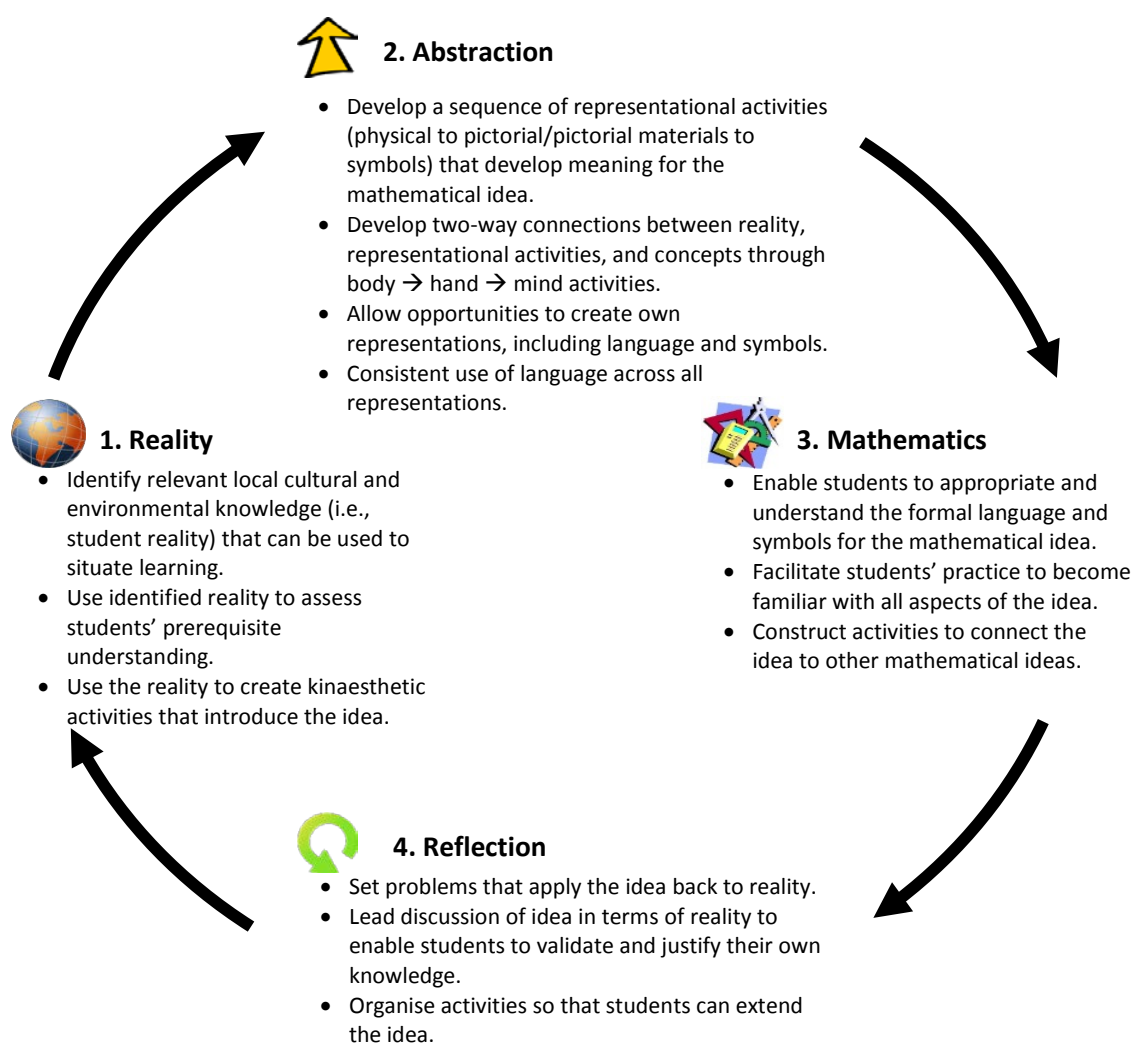 2. Abstraction
• Develop a sequence of representational activities
(physical to pictorial/pictorial materials to
symbols) that develop meaning for the
mathematical idea.
• Develop two-way connections between reality,
representational activities, and concepts through
body → hand → mind activities.
• Allow opportunities to create own
representations, including language and symbols.
• Consistent use of language across all
representations.
1. Reality
• Identify relevant local cultural and
environmental knowledge (i.e.,
student reality) that can be used to
situate learning.
• Use identified reality to assess
students’ prerequisite
understanding.
• Use the reality to create kinaesthetic
activities that introduce the idea.
3. Mathematics
• Enable students to appropriate and
understand the formal language and
symbols for the mathematical idea.
• Facilitate students’ practice to become
familiar with all aspects of the idea.
• Construct activities to connect the
idea to other mathematical ideas.
4. Reflection
• Set problems that apply the idea back to reality.
• Lead discussion of idea in terms of reality to
enable students to validate and justify their own
knowledge.
• Organise activities so that students can extend
the idea.